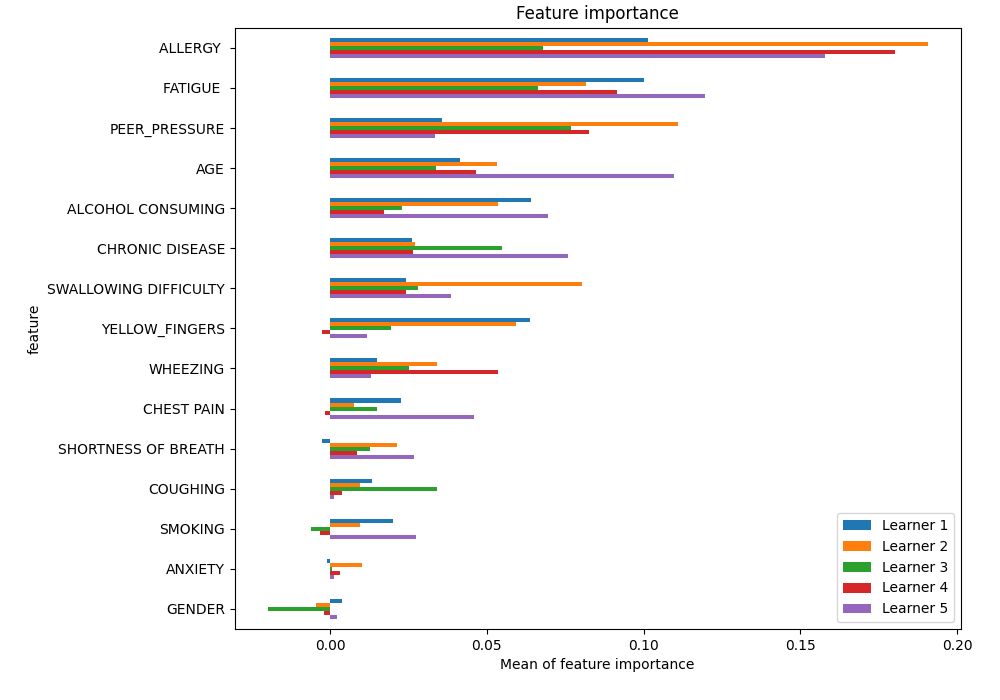 Feature importance
ALLERGY
FATIGUE
PEER_PRESSURE
AGE
ALCOHOL CONSUMING
CHRONIC DISEASE
SWALLOWING DIFFICULTY
YELLOW_FINGERS
WHEEZING
CHEST PAIN
SHORTNESS OF BREATH
COUGHING
SMOKING
ANXIETY
GENDER
feature
Learner 1
Learner 2
Learner 3
Learner 4
Learner 5
0.00 0.05 0.10 0.15 0.20
Mean of feature importance